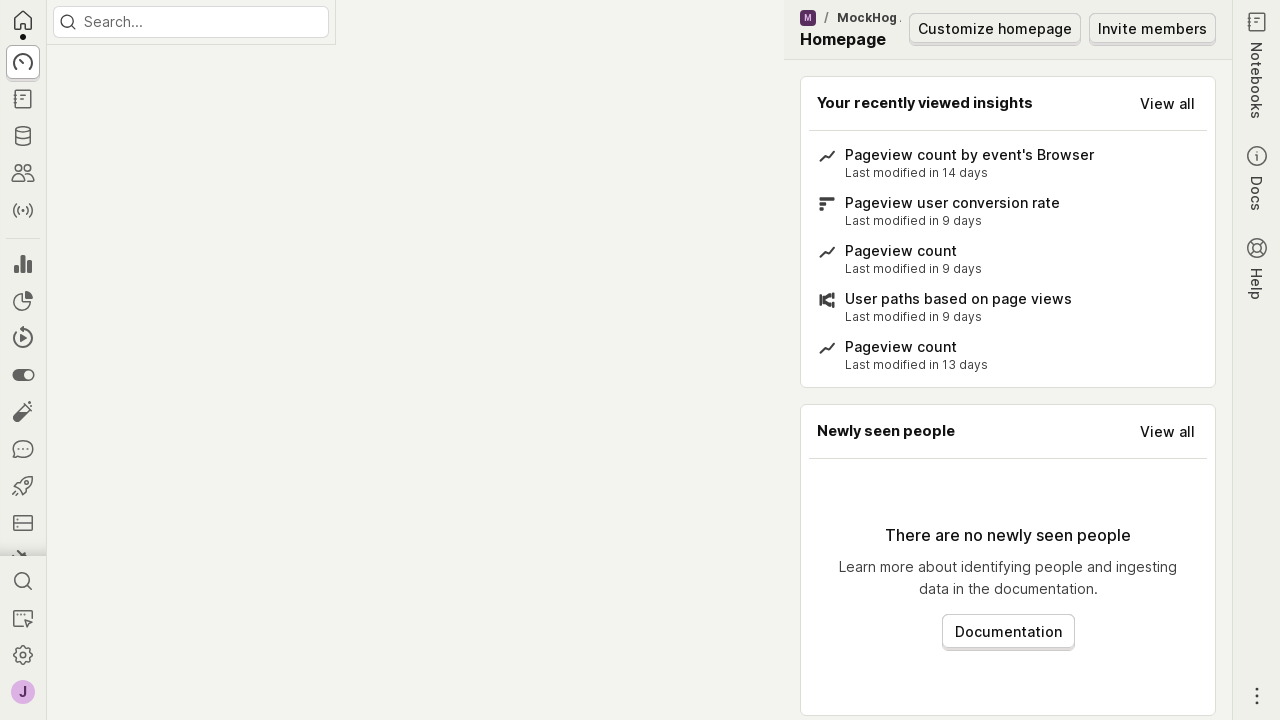 Search...
M / MockHog .
Homepage
Customize homepage
Invite members
Your recently viewed insights
View all
Pageview count by event's Browser
Last modified in 14 days
Pageview user conversion rate
Last modified in 9 days
Pageview count
Last modified in 9 days
User paths based on page views
Last modified in 9 days
Pageview count
Last modified in 13 days
Newly seen people
View all
There are no newly seen people
Learn more about identifying people and ingesting
data in the documentation.
Documentation
J
Notebooks
Docs
Help